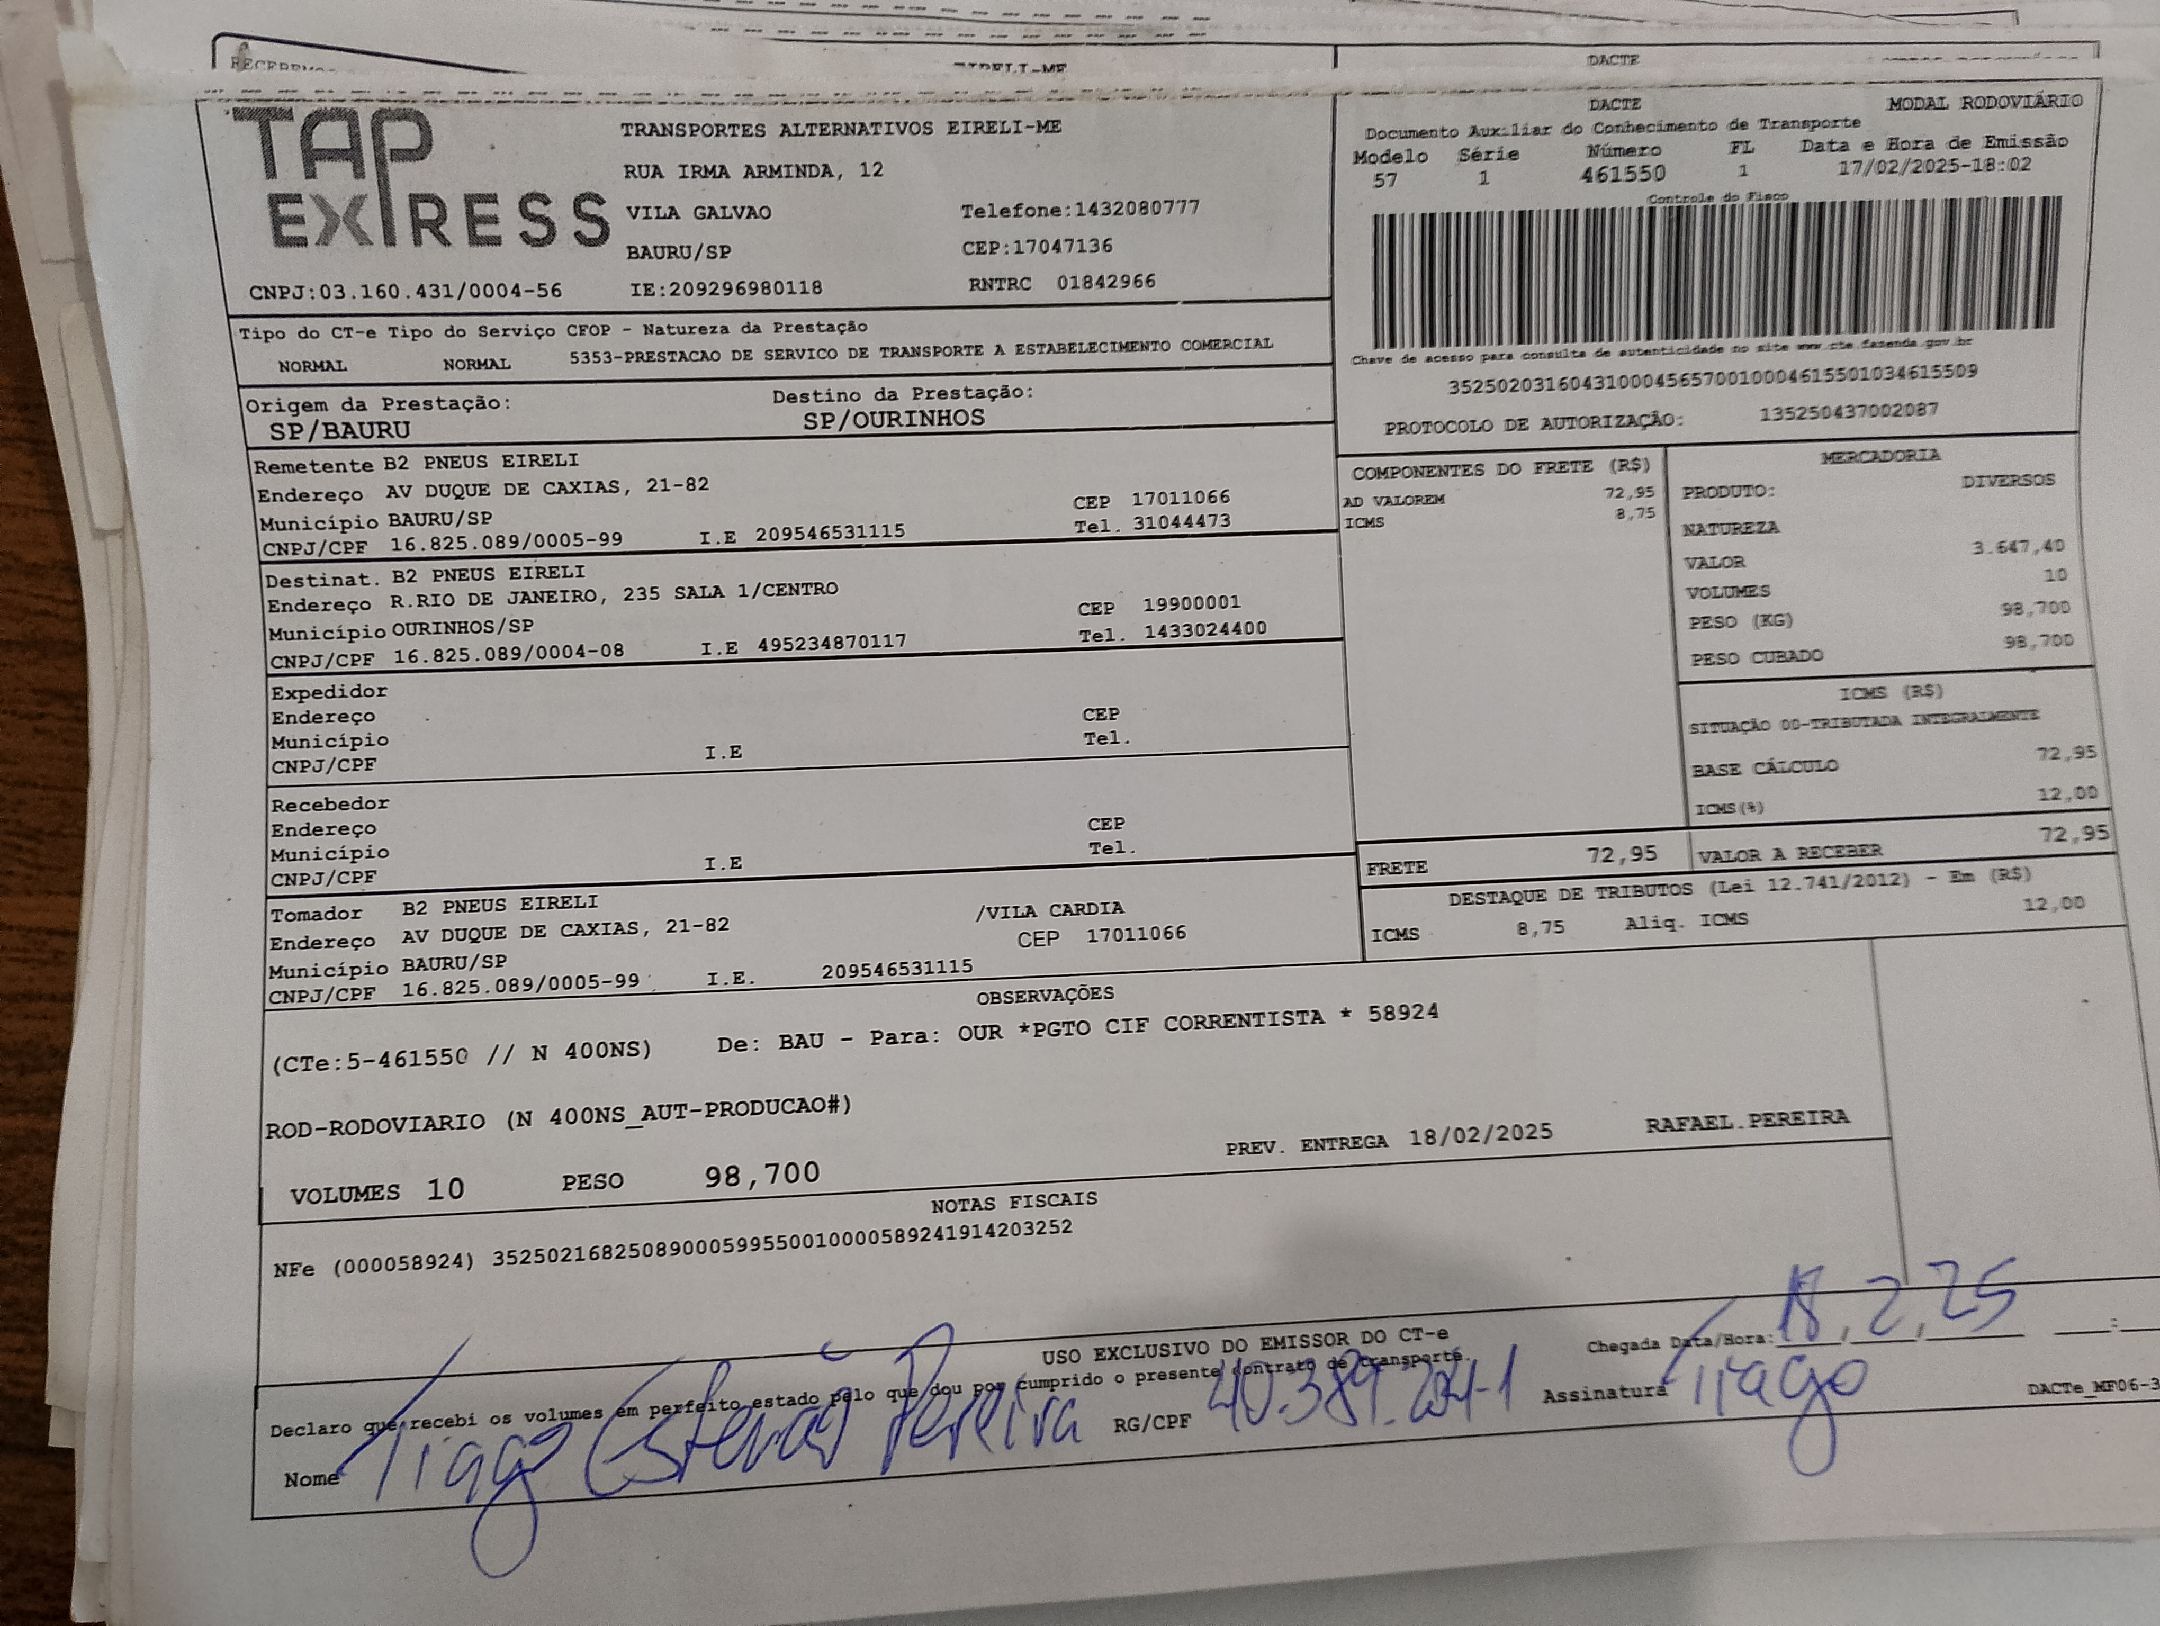 DACTE
TAP EXPRESS
TRANSPORTES ALTERNATIVOS EIRELI-ME
RUA IRMA ARMINDA, 12
VILA GALVAO Telefone:1432080777
BAURU/SP CEP:17047136
CNPJ:03.160.431/0004-56 IE:209296980118 RNTRC 01842966
DACTE MODAL RODOVIÁRIO
Documento Auxiliar do Conhecimento de Transporte
Modelo Série Número FL Data e Hora de Emissão
57 1 461550 1 17/02/2025-18:02
Controle do Fisco
Chave de acesso para consulta de autenticidade no site www.cte.fazenda.gov.br
35250203160431000456570010004615501034615509
PROTOCOLO DE AUTORIZAÇÃO: 135250437002087
Tipo do CT-e Tipo do Serviço CFOP - Natureza da Prestação
NORMAL NORMAL 5353-PRESTACAO DE SERVICO DE TRANSPORTE A ESTABELECIMENTO COMERCIAL
Origem da Prestação: Destino da Prestação:
SP/BAURU SP/OURINHOS
Remetente B2 PNEUS EIRELI
Endereço AV DUQUE DE CAXIAS, 21-82 CEP 17011066
Município BAURU/SP Tel. 31044473
CNPJ/CPF 16.825.089/0005-99 I.E 209546531115
Destinat. B2 PNEUS EIRELI
Endereço R.RIO DE JANEIRO, 235 SALA 1/CENTRO CEP 19900001
Município OURINHOS/SP Tel. 1433024400
CNPJ/CPF 16.825.089/0004-08 I.E 495234870117
Expedidor
Endereço CEP
Município Tel.
CNPJ/CPF I.E
Recebedor
Endereço CEP
Município Tel.
CNPJ/CPF I.E
Tomador B2 PNEUS EIRELI /VILA CARDIA
Endereço AV DUQUE DE CAXIAS, 21-82 CEP 17011066
Município BAURU/SP
CNPJ/CPF 16.825.089/0005-99 I.E. 209546531115
COMPONENTES DO FRETE (R$)
AD VALOREM 72,95
ICMS 8,75
MERCADORIA
PRODUTO: DIVERSOS
NATUREZA
VALOR 3.647,40
VOLUMES 10
PESO (KG) 98,700
PESO CUBADO 98,700
ICMS (R$)
SITUAÇÃO 00-TRIBUTADA INTEGRALMENTE
BASE CÁLCULO 72,95
ICMS(%) 12,00
FRETE 72,95 VALOR A RECEBER 72,95
DESTAQUE DE TRIBUTOS (Lei 12.741/2012) - Em (R$)
ICMS 8,75 Aliq. ICMS 12,00
OBSERVAÇÕES
(CTe:5-461550 // N 400NS) De: BAU - Para: OUR *PGTO CIF CORRENTISTA * 58924
ROD-RODOVIARIO (N 400NS_AUT-PRODUCAO#)
PREV. ENTREGA 18/02/2025 RAFAEL.PEREIRA
VOLUMES 10 PESO 98,700
NOTAS FISCAIS
NFe (000058924) 35250216825089000599550010000589241914203252
USO EXCLUSIVO DO EMISSOR DO CT-e Chegada Data/Hora: 18, 2, 25
Declaro que recebi os volumes em perfeito estado pelo que dou por cumprido o presente contrato de transporte.
Nome Tiago Estevão Pereira RG/CPF Assinatura Tiago
DACTe_MF06-3